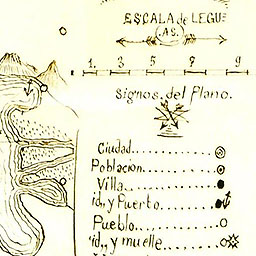 ESCALA de LEGUE
(AS.)
1. 3. 5. 7 9
Signos. del Plano.
Ciudad
Poblacion
Villa
id,, y Puerto
Pueblo
"id,, y muelle